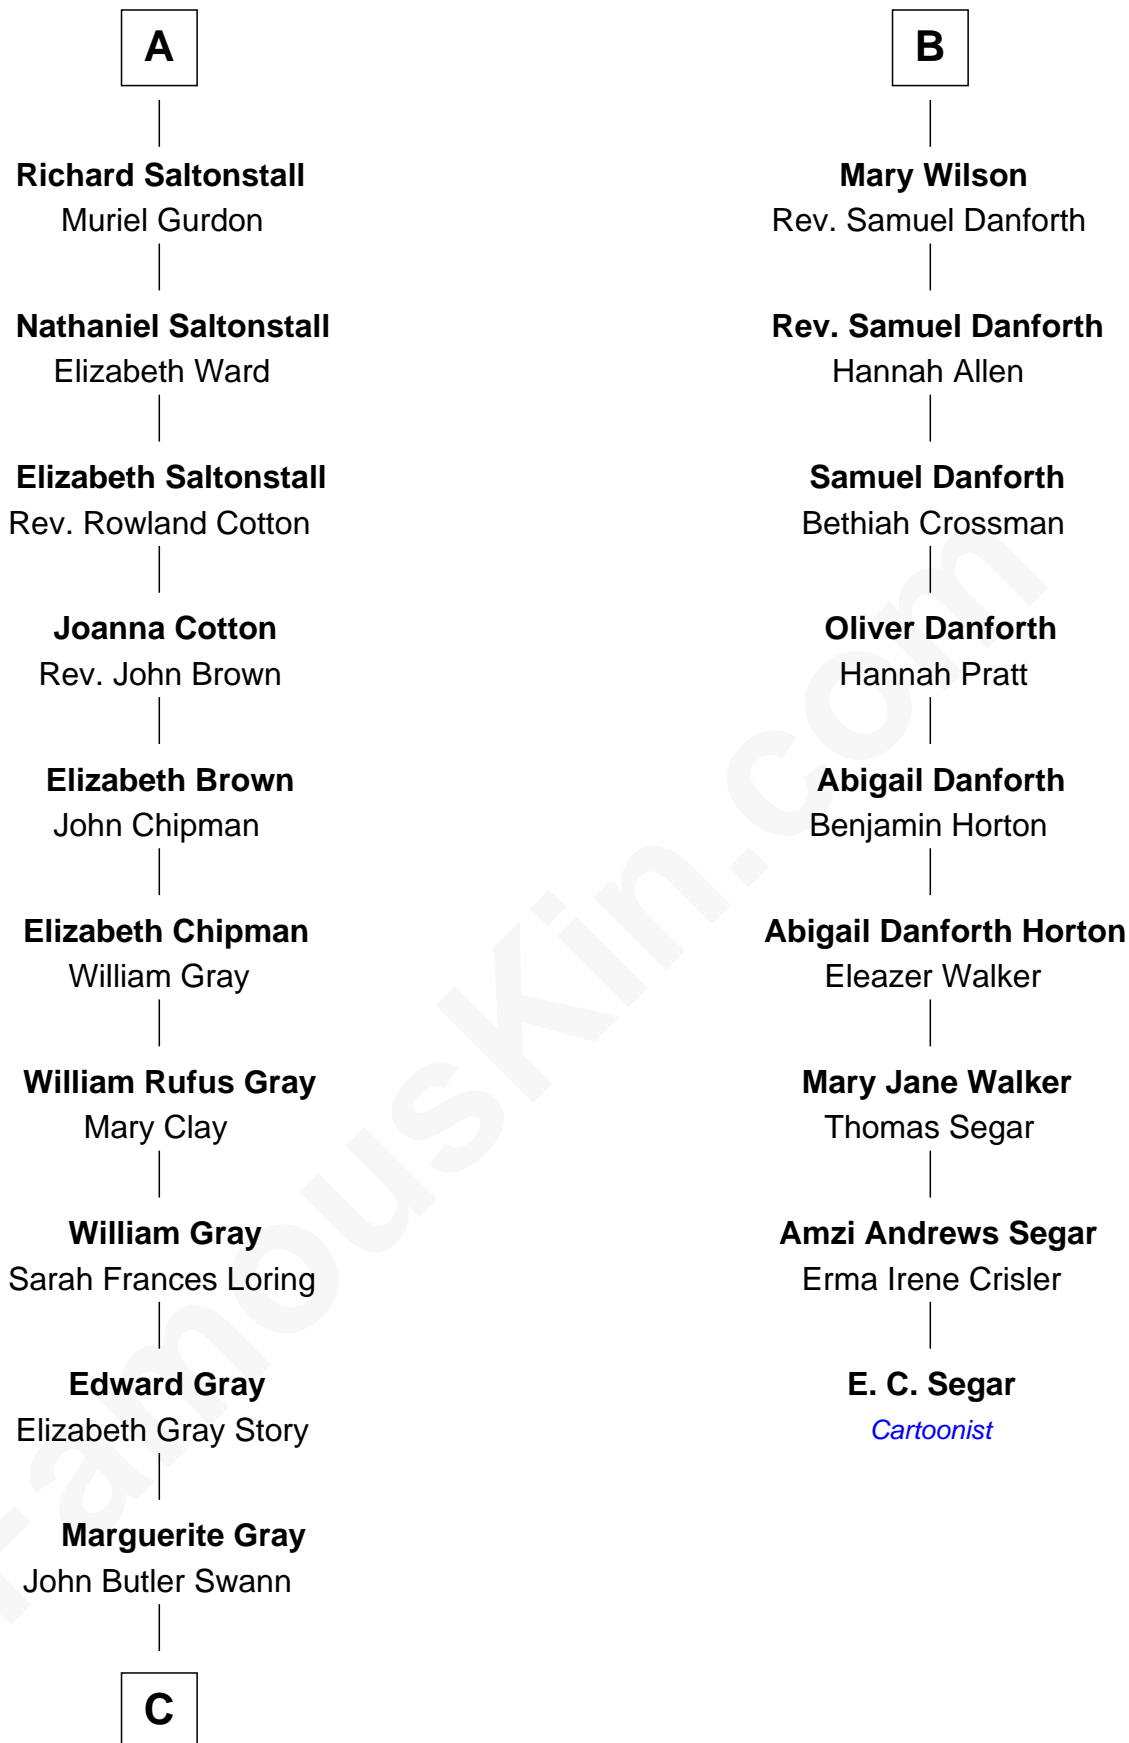 A
Richard Saltonstall
Muriel Gurdon
Nathaniel Saltonstall
Elizabeth Ward
Elizabeth Saltonstall
Rev. Rowland Cotton
Joanna Cotton
Rev. John Brown
Elizabeth Brown
John Chipman
Elizabeth Chipman
William Gray
William Rufus Gray
Mary Clay
William Gray
Sarah Frances Loring
Edward Gray
Elizabeth Gray Story
Marguerite Gray
John Butler Swann
C
B
Mary Wilson
Rev. Samuel Danforth
Rev. Samuel Danforth
Hannah Allen
Samuel Danforth
Bethiah Crossman
Oliver Danforth
Hannah Pratt
Abigail Danforth
Benjamin Horton
Abigail Danforth Horton
Eleazer Walker
Mary Jane Walker
Thomas Segar
Amzi Andrews Segar
Erma Irene Crisler
E. C. Segar
Cartoonist
FamousKin.com